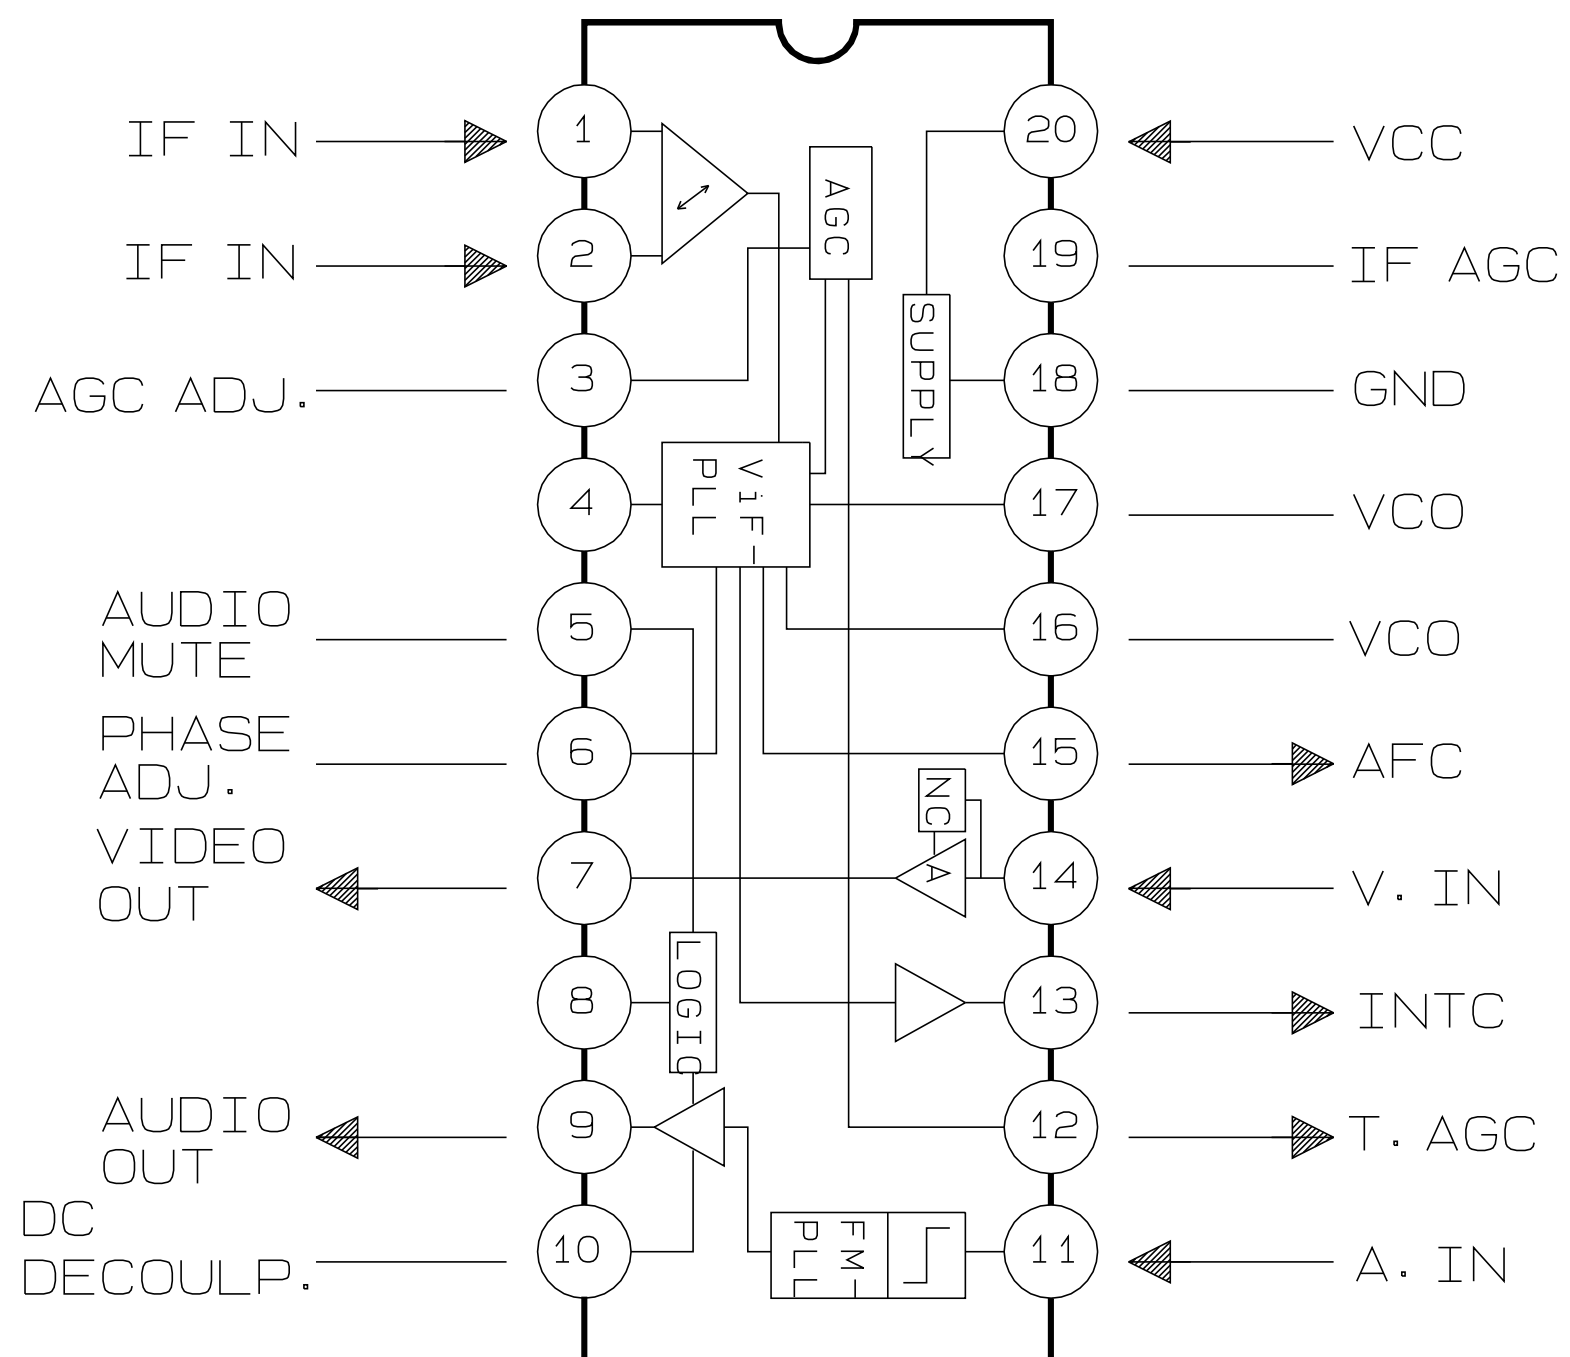 IF IN
1
20
VCC
AGC
IF IN
2
19
IF AGC
SUPPLY
AGC ADJ.
3
18
GND
4
ViF-
PLL
17
VCO
AUDIO
MUTE
5
16
VCO
PHASE
ADJ.
6
15
AFC
NC
VIDEO
OUT
7
A
14
V. IN
LOGIC
8
13
INTC
AUDIO
OUT
9
12
T. AGC
DC
DECOULP.
10
FM-
PLL
11
A. IN